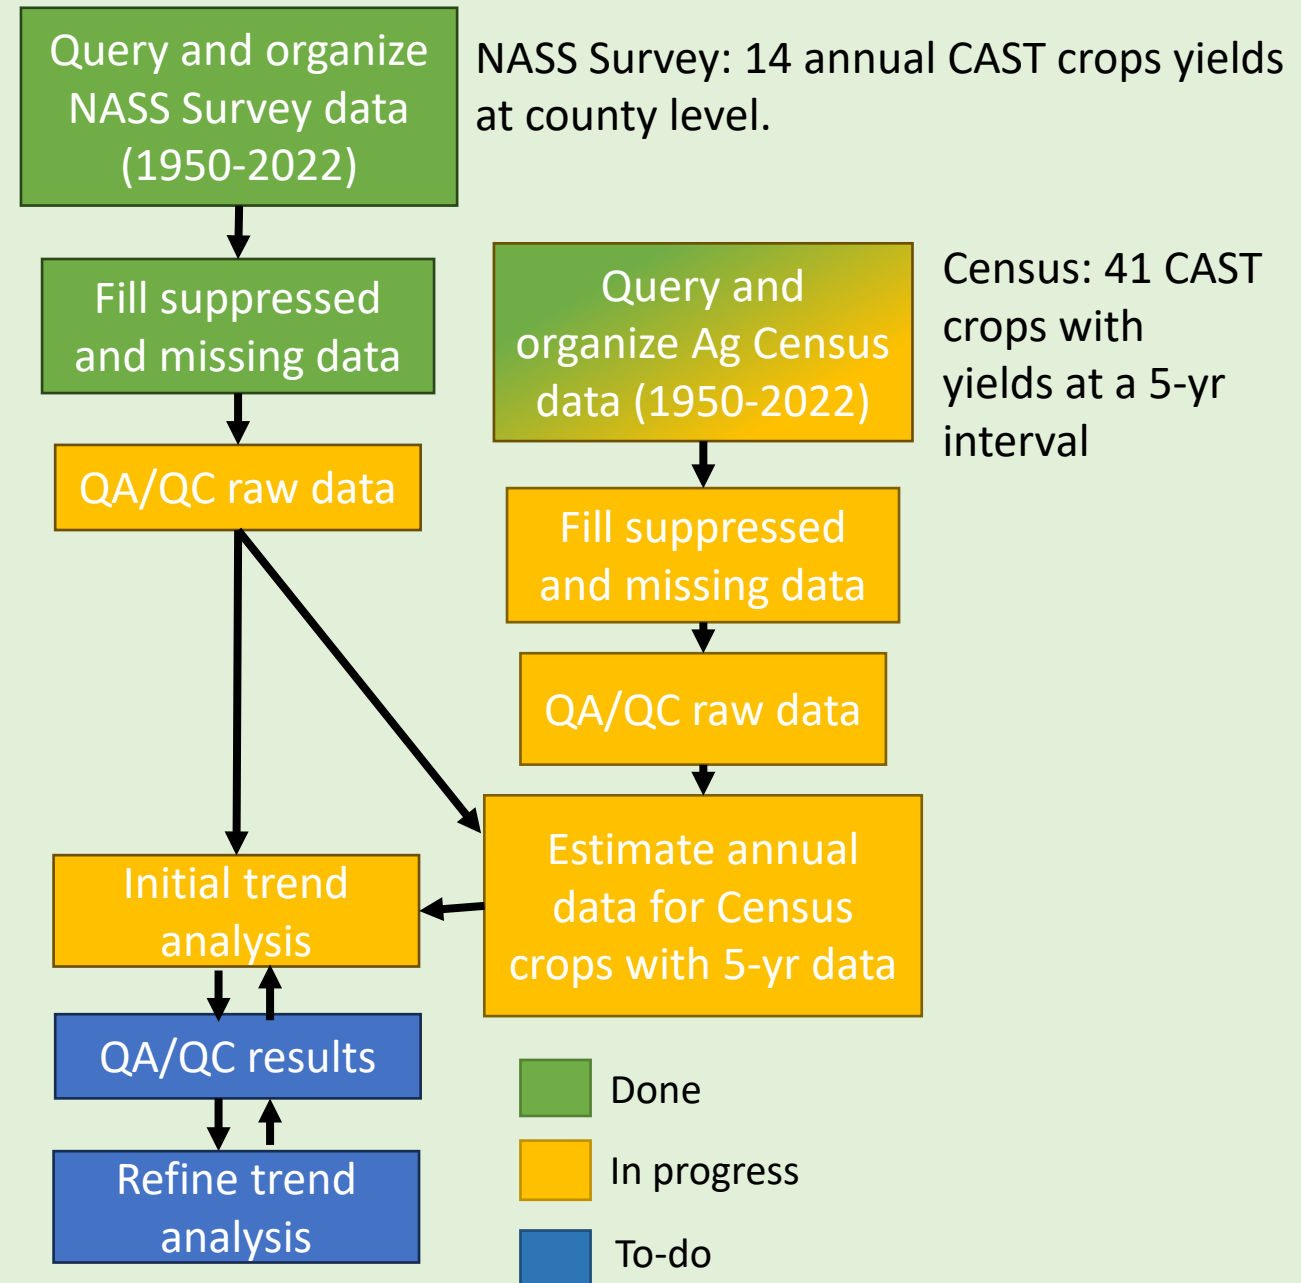 Query and organize
NASS Survey data
(1950-2022)
NASS Survey: 14 annual CAST crops yields
at county level.
Fill suppressed
and missing data
Query and
organize Ag Census
data (1950-2022)
Census: 41 CAST
crops with
yields at a 5-yr
interval
QA/QC raw data
Fill suppressed
and missing data
QA/QC raw data
Estimate annual
data for Census
crops with 5-yr data
Initial trend
analysis
QA/QC results
Refine trend
analysis
Done
In progress
To-do